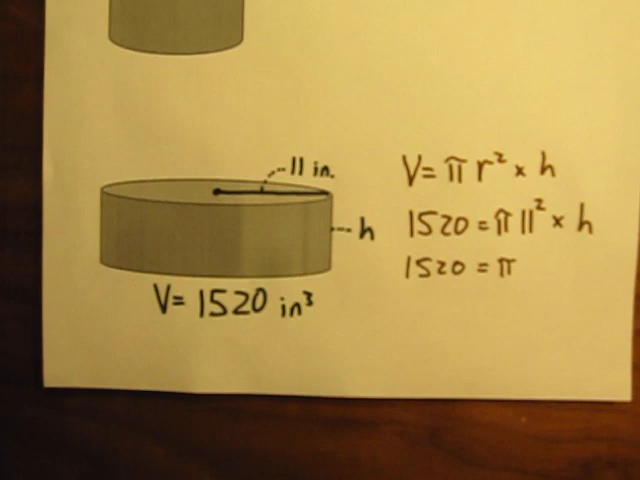 11 in.
h
V = 1520 in³
V = π r² × h
1520 = π 11² × h
1520 = π